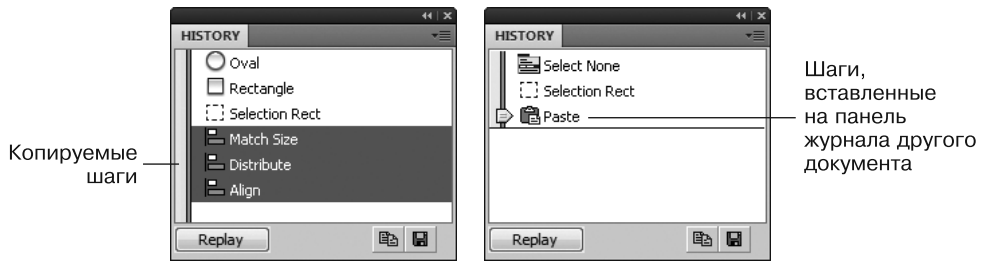 HISTORY
Oval
Rectangle
Selection Rect
Match Size
Distribute
Align
Replay
Копируемые
шаги
HISTORY
Select None
Selection Rect
Paste
Replay
Шаги,
вставленные
на панель
журнала другого
документа